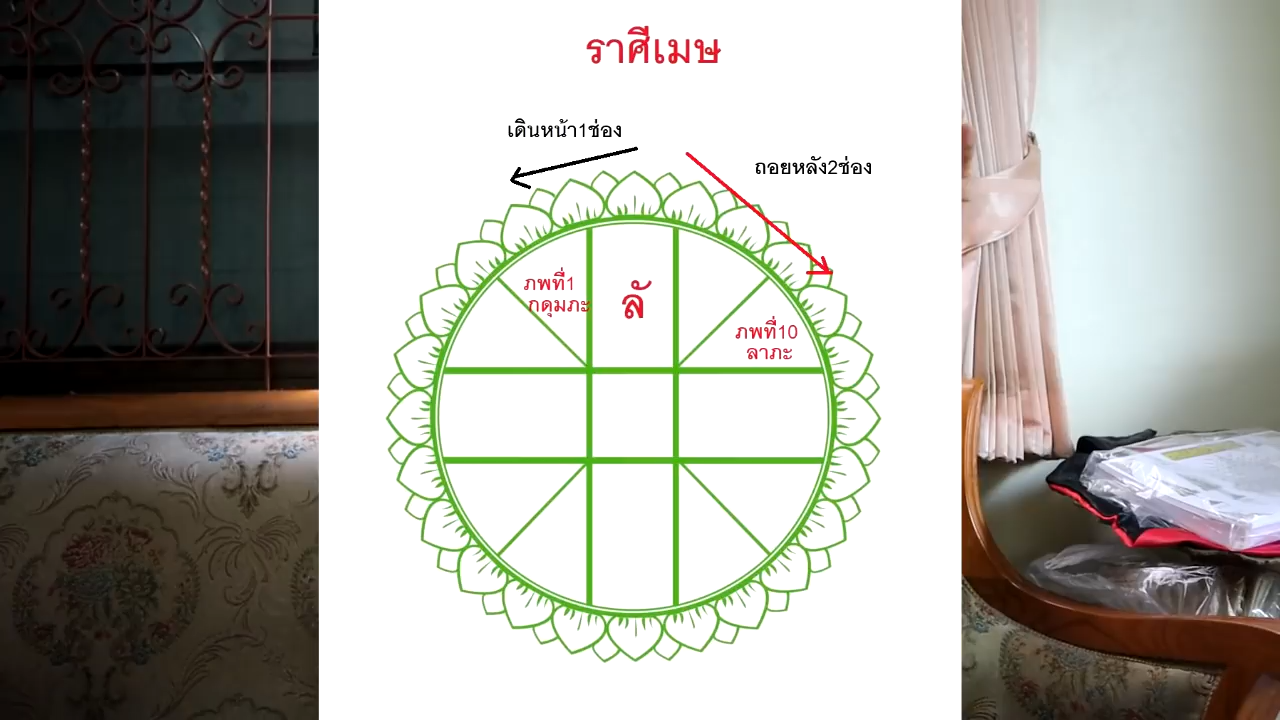 ราศีเมษ
เดินหน้า1ช่อง
ถอยหลัง2ช่อง
ภพที่1
กดุมภะ
ลั
ภพที่10
ลาภะ